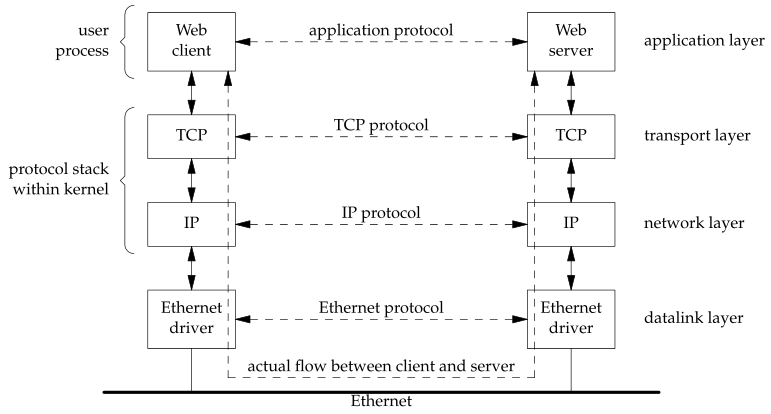 user
process
Web
client
application protocol
Web
server
application layer
protocol stack
within kernel
TCP
TCP protocol
TCP
transport layer
IP
IP protocol
IP
network layer
Ethernet
driver
Ethernet protocol
Ethernet
driver
datalink layer
actual flow between client and server
Ethernet